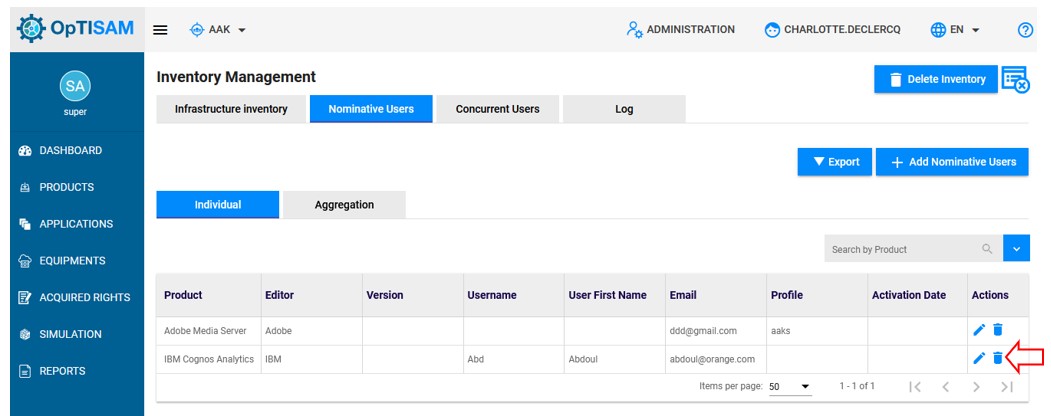 OpTISAM
AAK
ADMINISTRATION
CHARLOTTE.DECLERCQ
EN
SA
super
DASHBOARD
PRODUCTS
APPLICATIONS
EQUIPMENTS
ACQUIRED RIGHTS
SIMULATION
REPORTS
Inventory Management
Delete Inventory
Infrastructure inventory Nominative Users Concurrent Users Log
Export + Add Nominative Users
Individual Aggregation
Search by Product
Product Editor Version Username User First Name Email Profile Activation Date Actions
Adobe Media Server Adobe ddd@gmail.com aaks
IBM Cognos Analytics IBM Abd Abdoul abdoul@orange.com
Items per page: 50 1 - 1 of 1